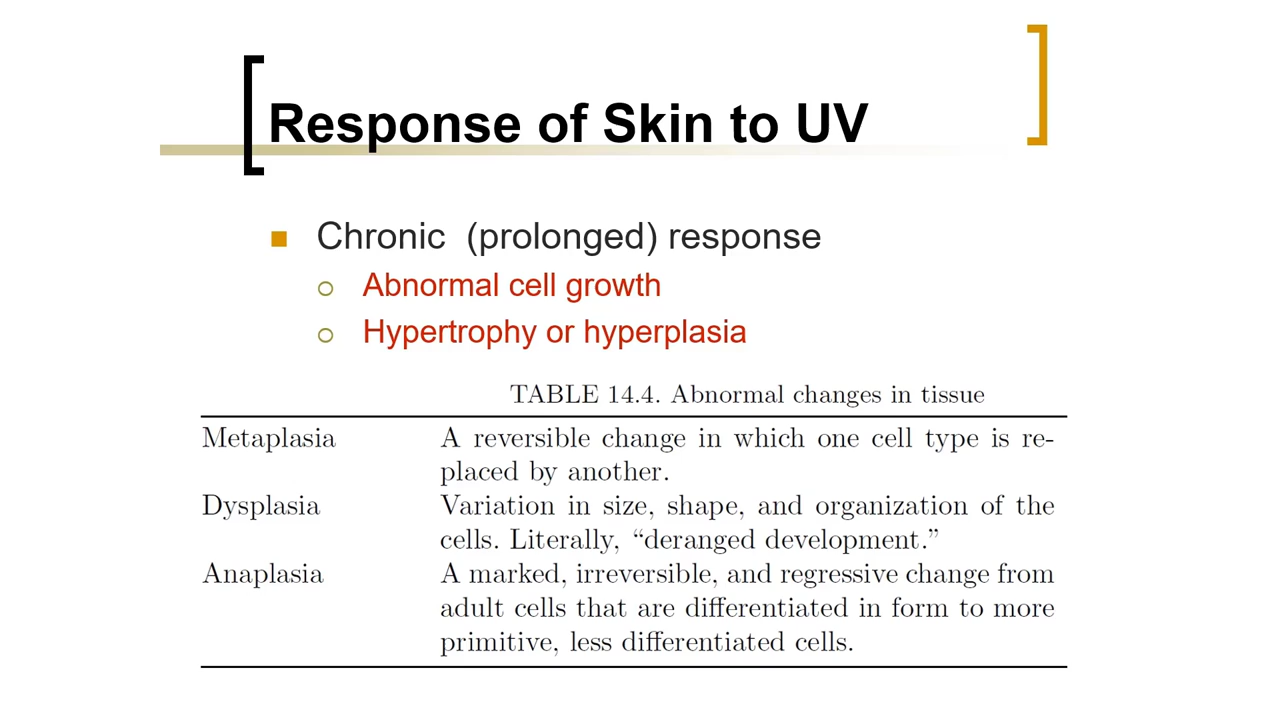 Response of Skin to UV
Chronic (prolonged) response
Abnormal cell growth
Hypertrophy or hyperplasia
TABLE 14.4. Abnormal changes in tissue
Metaplasia A reversible change in which one cell type is re-
placed by another.
Dysplasia Variation in size, shape, and organization of the
cells. Literally, “deranged development.”
Anaplasia A marked, irreversible, and regressive change from
adult cells that are differentiated in form to more
primitive, less differentiated cells.